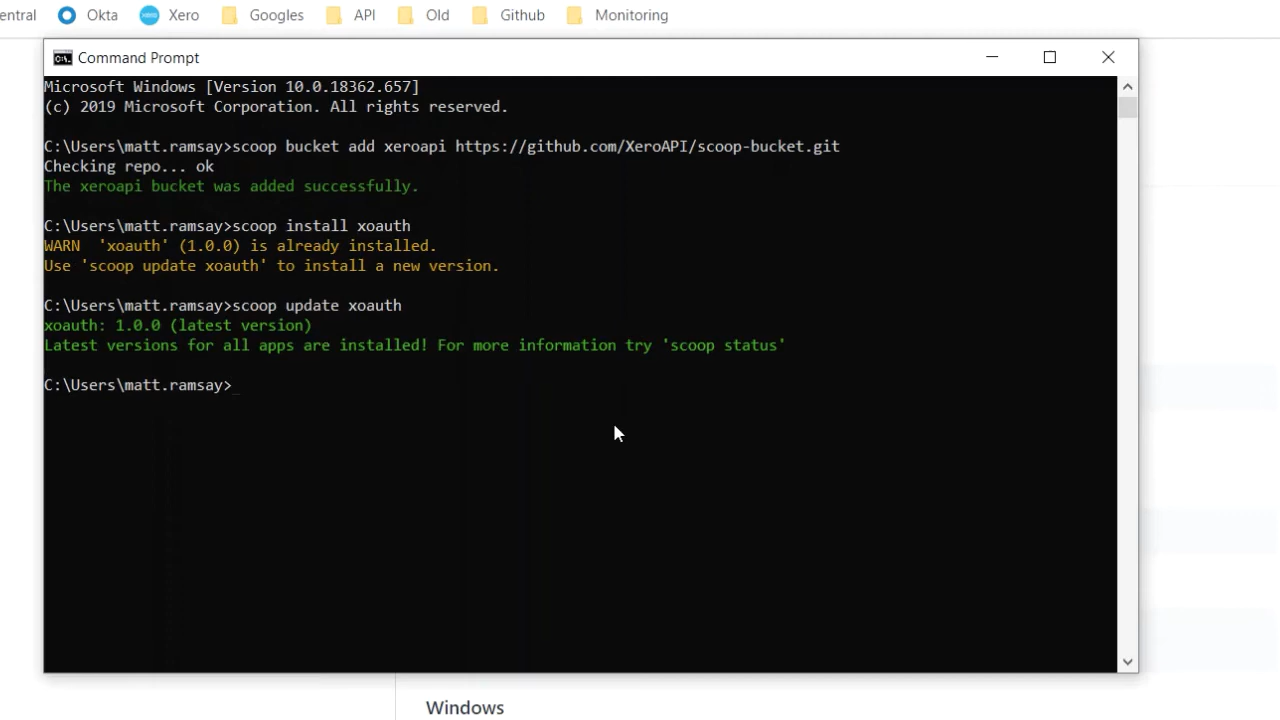 entral Okta Xero Googles API Old Github Monitoring
Command Prompt
Microsoft Windows [Version 10.0.18362.657]
(c) 2019 Microsoft Corporation. All rights reserved.
C:\Users\matt.ramsay>scoop bucket add xeroapi https://github.com/XeroAPI/scoop-bucket.git
Checking repo... ok
The xeroapi bucket was added successfully.
C:\Users\matt.ramsay>scoop install xoauth
WARN  'xoauth' (1.0.0) is already installed.
Use 'scoop update xoauth' to install a new version.
C:\Users\matt.ramsay>scoop update xoauth
xoauth: 1.0.0 (latest version)
Latest versions for all apps are installed! For more information try 'scoop status'
C:\Users\matt.ramsay>_
Windows